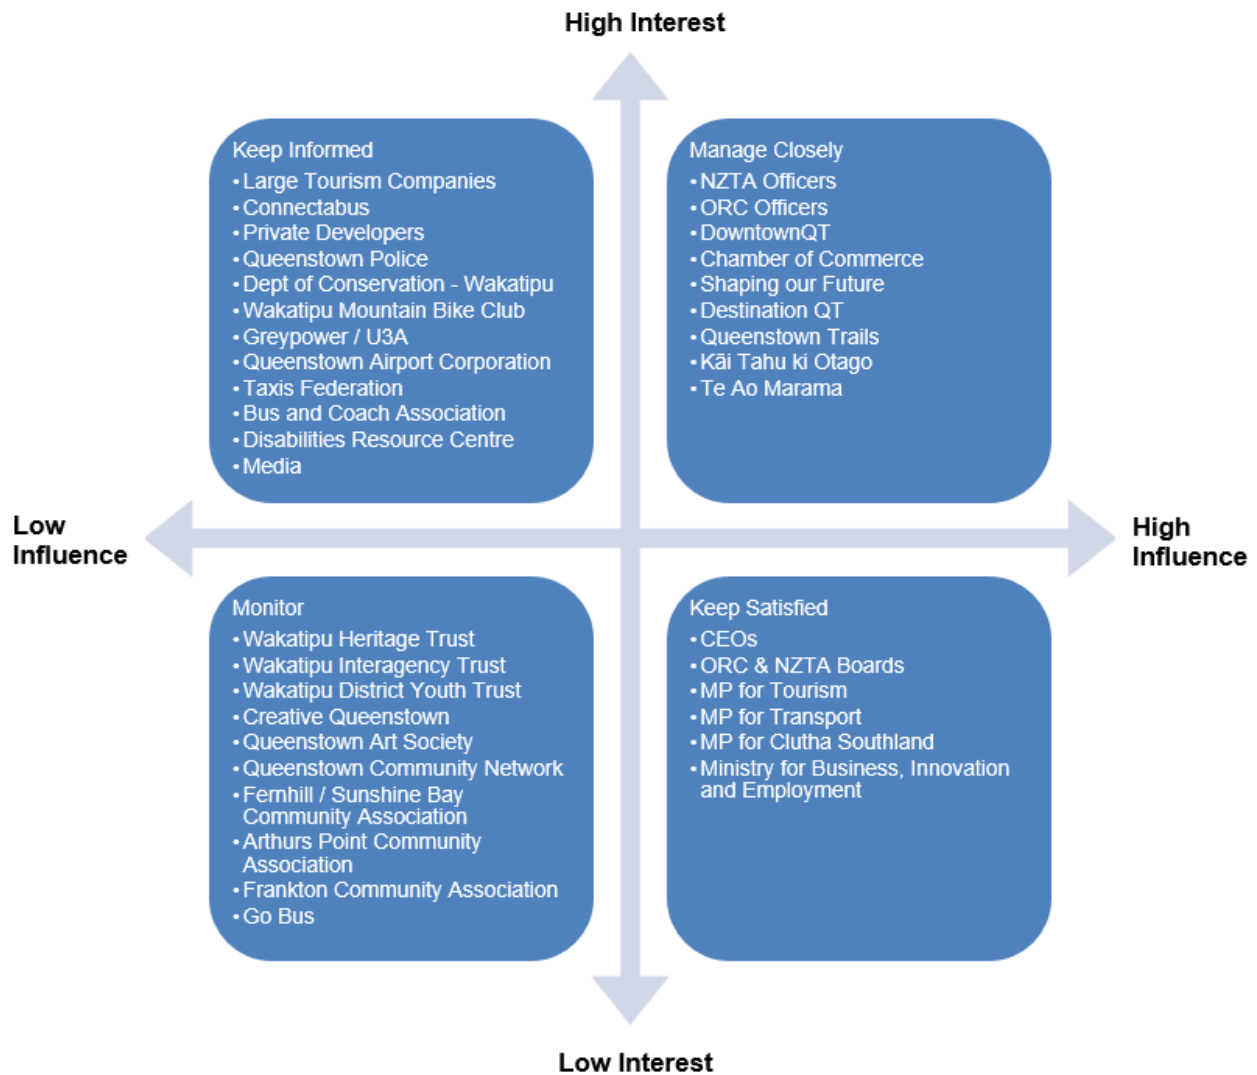 High Interest
Keep Informed
• Large Tourism Companies
• Connectabus
• Private Developers
• Queenstown Police
• Dept of Conservation - Wakatipu
• Wakatipu Mountain Bike Club
• Greypower / U3A
• Queenstown Airport Corporation
• Taxis Federation
• Bus and Coach Association
• Disabilities Resource Centre
• Media
Manage Closely
• NZTA Officers
• ORC Officers
• DowntownQT
• Chamber of Commerce
• Shaping our Future
• Destination QT
• Queenstown Trails
• Kāi Tahu ki Otago
• Te Ao Marama
Low
Influence
High
Influence
Monitor
• Wakatipu Heritage Trust
• Wakatipu Interagency Trust
• Wakatipu District Youth Trust
• Creative Queenstown
• Queenstown Art Society
• Queenstown Community Network
• Fernhill / Sunshine Bay
Community Association
• Arthurs Point Community
Association
• Frankton Community Association
• Go Bus
Keep Satisfied
• CEOs
• ORC & NZTA Boards
• MP for Tourism
• MP for Transport
• MP for Clutha Southland
• Ministry for Business, Innovation
and Employment
Low Interest